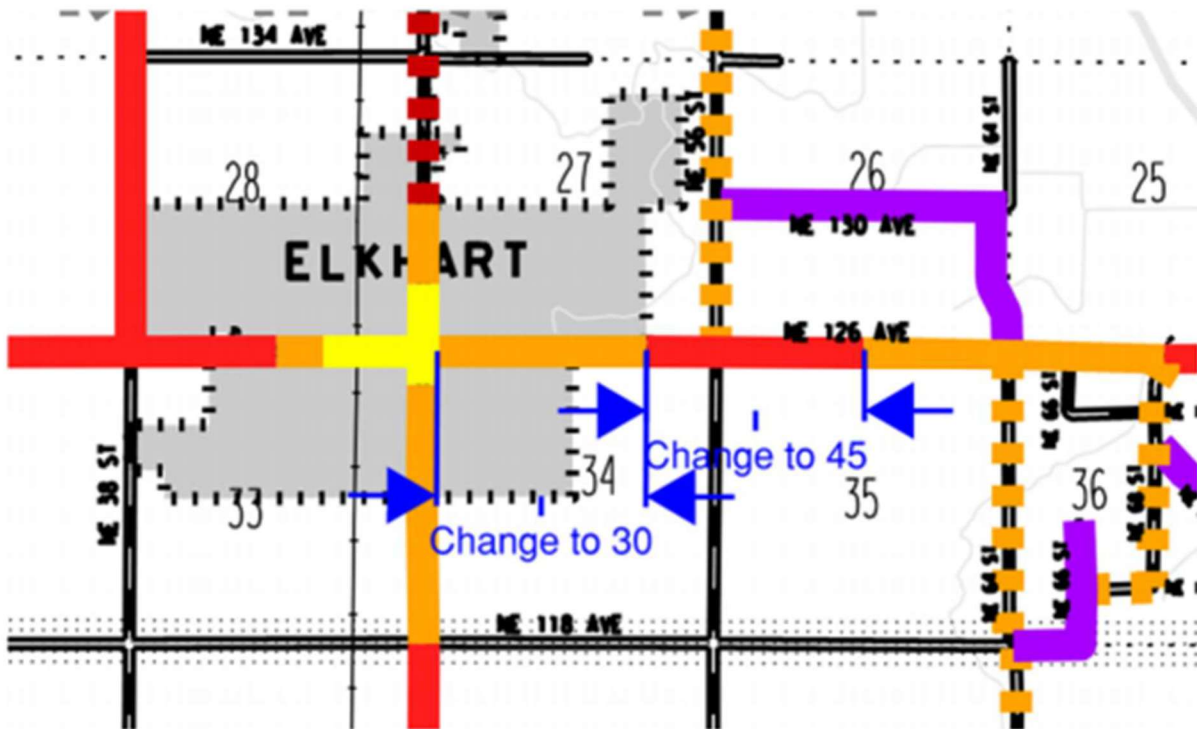 NE 134 AVE
NE 56 ST
NE 64 ST
28
27
26
25
NE 130 AVE
ELKHART
NE 126 AVE
NE 38 ST
NE 66 ST
Change to 45
33
34
35
36
NE 68 ST
Change to 30
NE 64 ST
NE 66 ST
NE 118 AVE